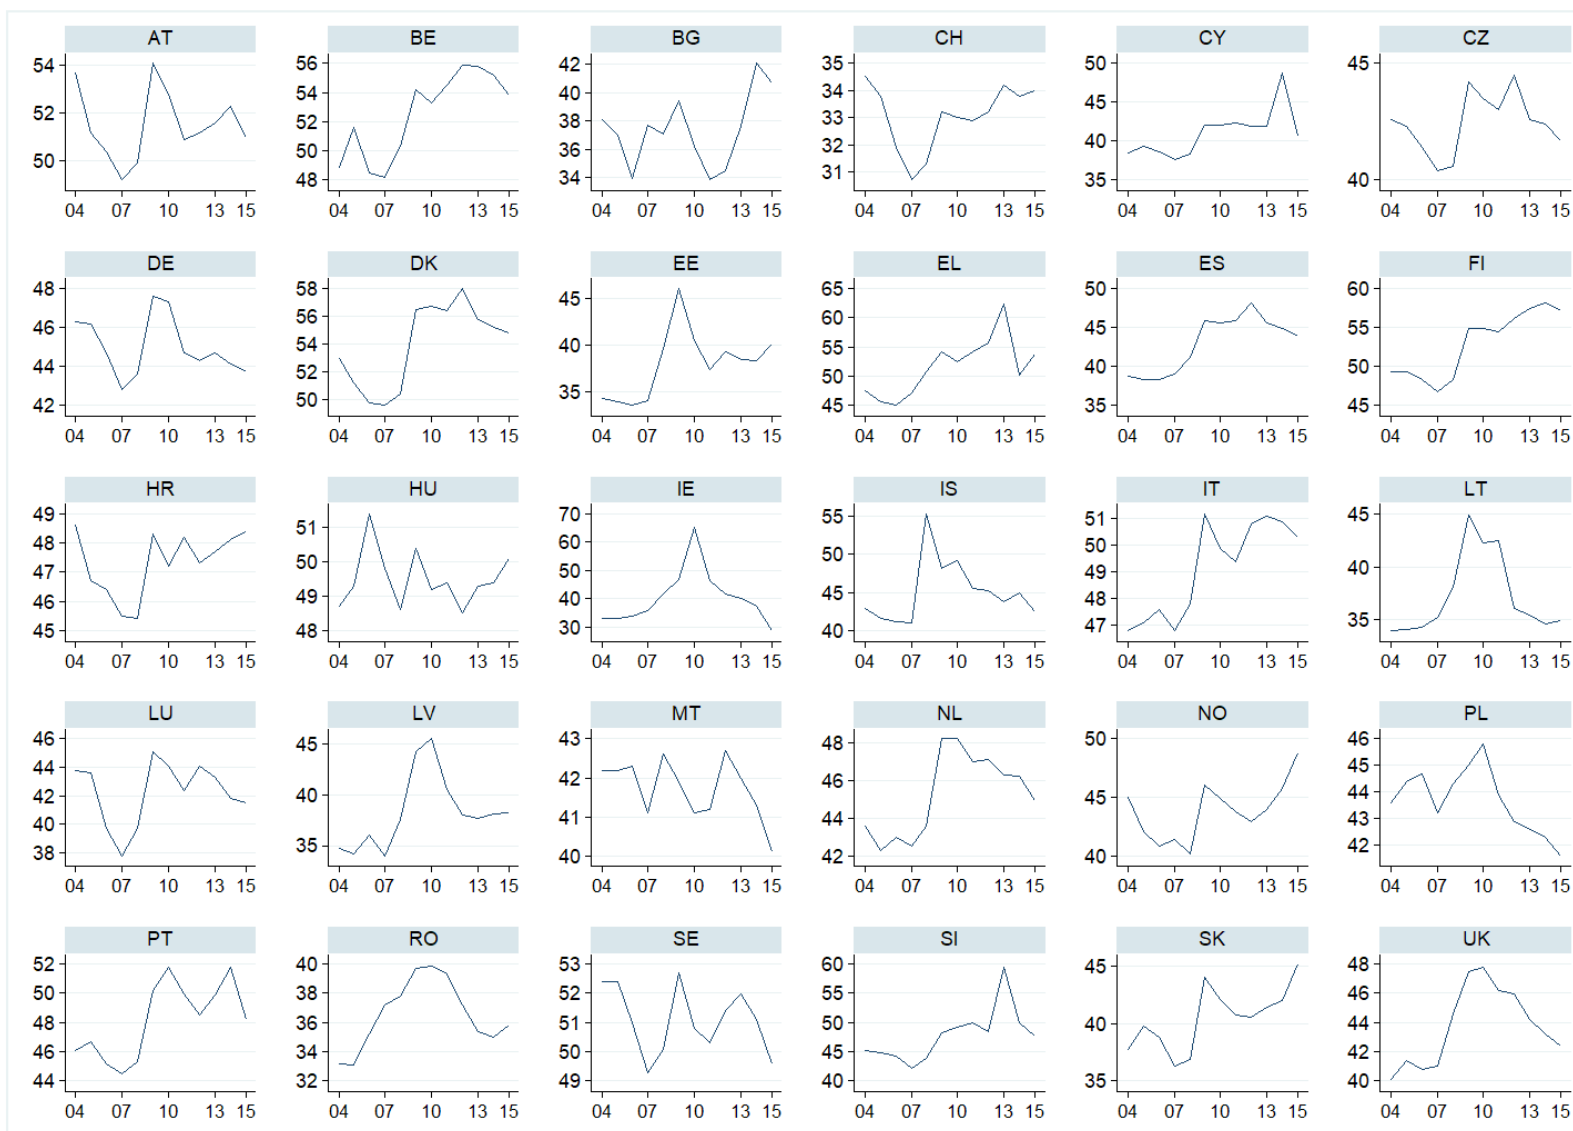 AT BE BG CH CY CZ
54 56 42 35 50 45
52 54 40 34 45
50 52 38 33 40 40
50 36 32 35
48 34 31
04 07 10 13 15 04 07 10 13 15 04 07 10 13 15 04 07 10 13 15 04 07 10 13 15 04 07 10 13 15
DE DK EE EL ES FI
48 58 45 65 50 60
46 56 40 60 45 55
44 54 35 55 40 50
42 52 50 35 45
50 45
04 07 10 13 15 04 07 10 13 15 04 07 10 13 15 04 07 10 13 15 04 07 10 13 15 04 07 10 13 15
HR HU IE IS IT LT
49 51 70 55 51 45
48 50 60 50 50 40
47 49 50 45 49 35
46 48 40 40 48
45 30 47
04 07 10 13 15 04 07 10 13 15 04 07 10 13 15 04 07 10 13 15 04 07 10 13 15 04 07 10 13 15
LU LV MT NL NO PL
46 45 43 48 50 46
44 40 42 46 45 45
42 35 41 44 40 44
40 40 42 43
38 42
04 07 10 13 15 04 07 10 13 15 04 07 10 13 15 04 07 10 13 15 04 07 10 13 15 04 07 10 13 15
PT RO SE SI SK UK
52 40 53 60 45 48
50 38 52 55 40 46
48 36 51 50 35 44
46 34 50 45 42
44 32 49 40 40
04 07 10 13 15 04 07 10 13 15 04 07 10 13 15 04 07 10 13 15 04 07 10 13 15 04 07 10 13 15